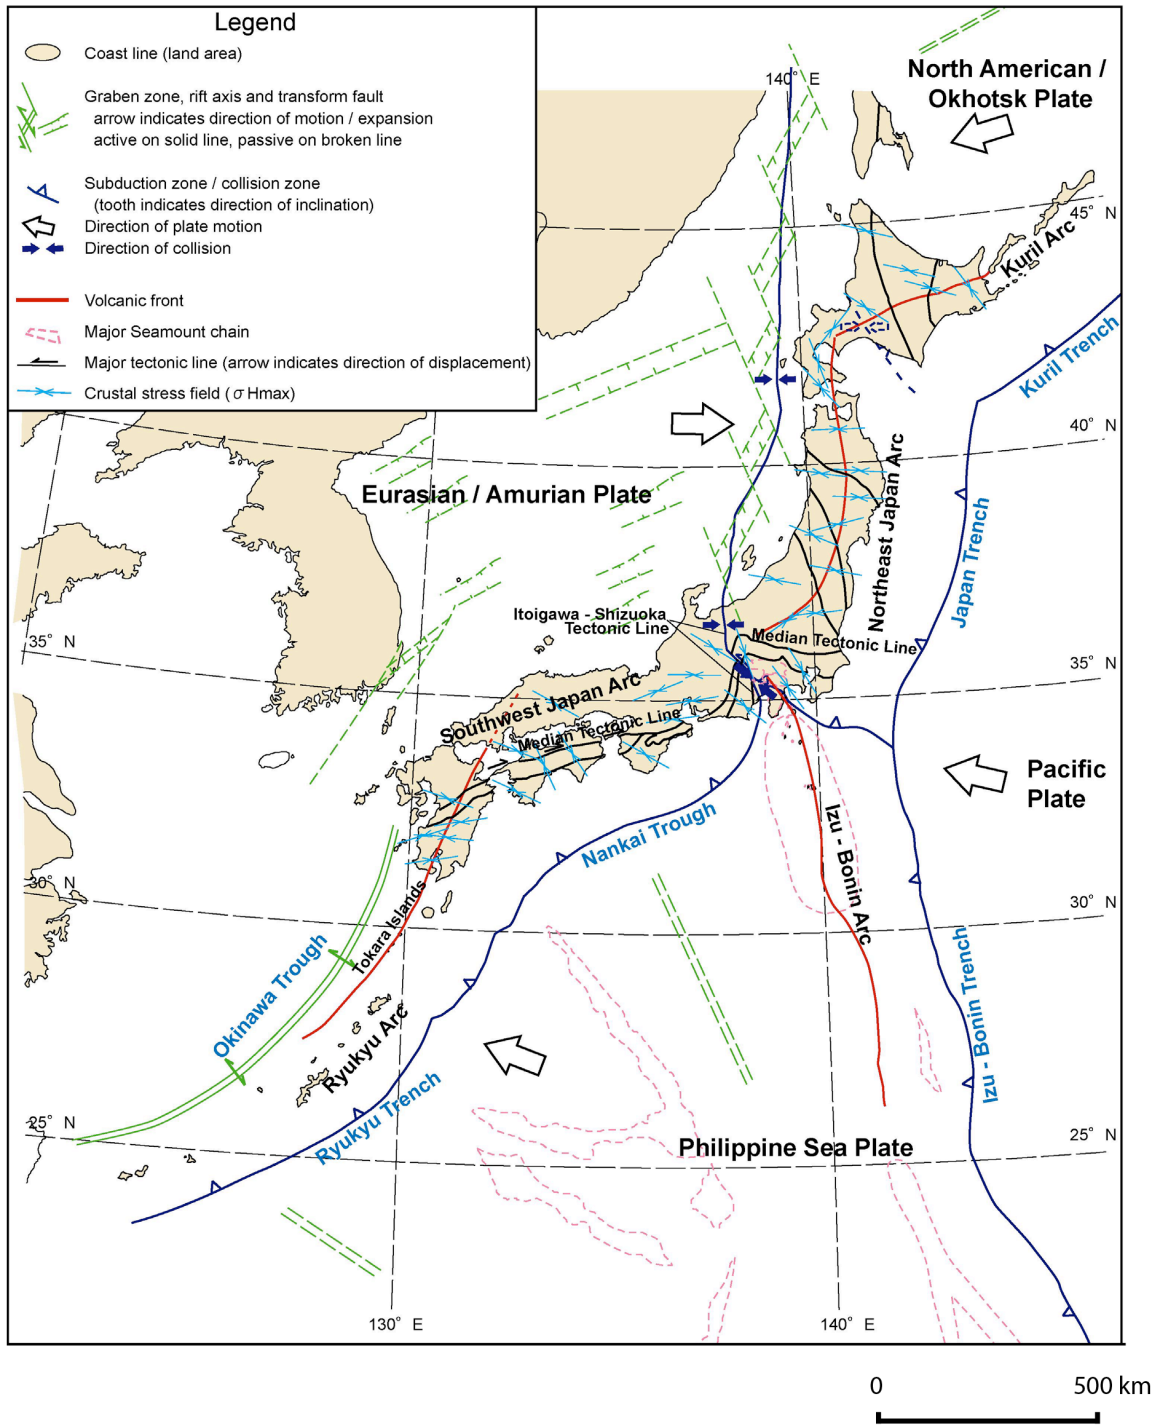 Legend
Coast line (land area)
Graben zone, rift axis and transform fault
arrow indicates direction of motion / expansion
active on solid line, passive on broken line
Subduction zone / collision zone
(tooth indicates direction of inclination)
Direction of plate motion
Direction of collision
Volcanic front
Major Seamount chain
Major tectonic line (arrow indicates direction of displacement)
Crustal stress field (σHmax)
140° E
North American /
Okhotsk Plate
45° N
Kuril Arc
Kuril Trench
40° N
Eurasian / Amurian Plate
Northeast Japan Arc
Japan Trench
Itoigawa - Shizuoka
Tectonic Line
Median Tectonic Line
35° N
35° N
Southwest Japan Arc
Median Tectonic Line
Pacific
Plate
Nankai Trough
Izu - Bonin Arc
30° N
30° N
Tokara Islands
Okinawa Trough
Izu - Bonin Trench
Ryukyu Arc
Ryukyu Trench
25° N
25° N
Philippine Sea Plate
130° E
140° E
0
500 km